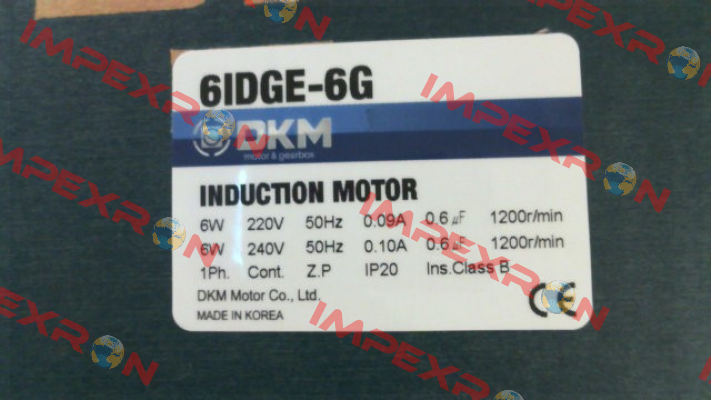 6IDGE-6G
DKM
motor & gearbox
INDUCTION MOTOR
6W 220V 50Hz 0.09A 0.6㎌ 1200r/min
6W 240V 50Hz 0.10A 0.6㎌ 1200r/min
1Ph. Cont. Z.P IP20 Ins.Class B
DKM Motor Co., Ltd.
MADE IN KOREA
CE
IMPEXRON
IMPEXRON
IMPEXRON
IMPEXRON
IMPEXRON